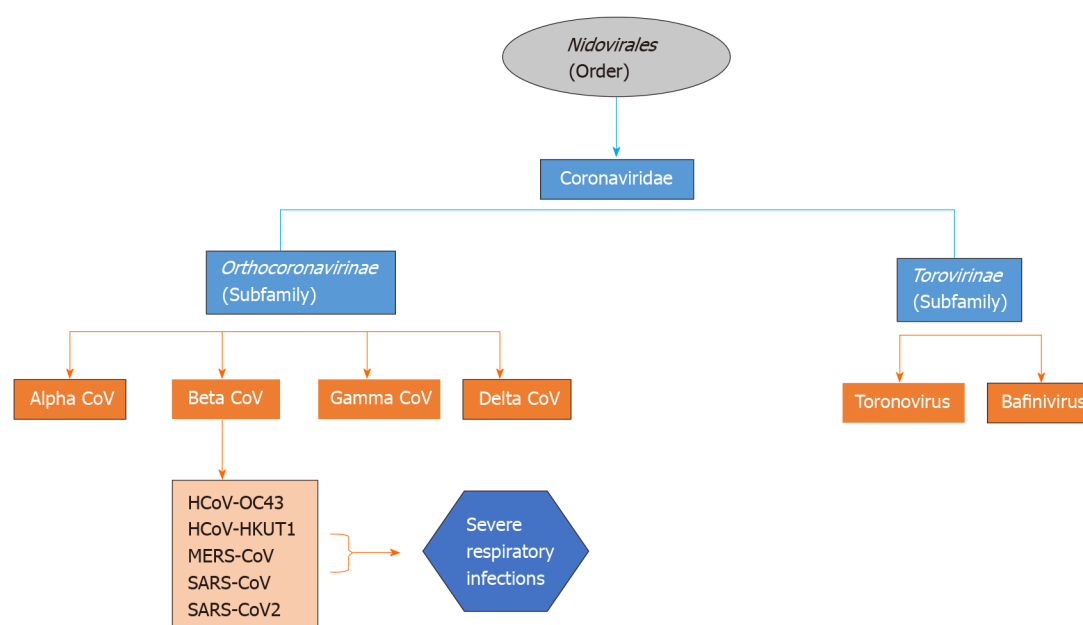 Nidovirales
(Order)
Coronaviridae
Orthocoronavirinae
(Subfamily)
Torovirinae
(Subfamily)
Alpha CoV
Beta CoV
Gamma CoV
Delta CoV
Toronovirus
Bafinivirus
HCoV-OC43
HCoV-HKUT1
MERS-CoV
SARS-CoV
SARS-CoV2
Severe
respiratory
infections